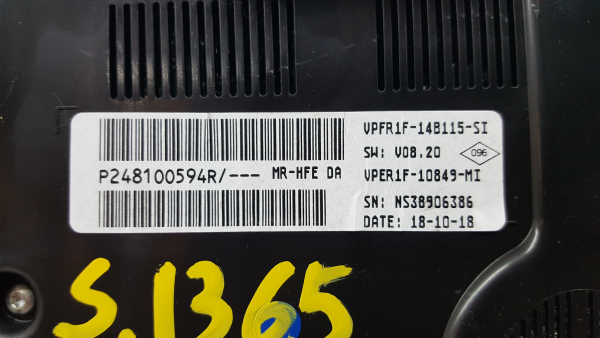 VPFR1F-14B115-SI
SW: V08.20 096
P248100594R/--- MR-HFE DA VPER1F-10849-MI
SN: NS38906386
DATE: 18-10-18
S.1365